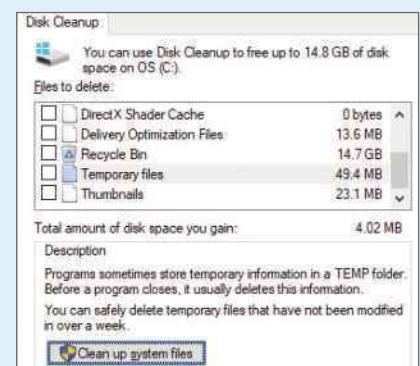 Disk Cleanup
You can use Disk Cleanup to free up to 14.8 GB of disk
space on OS (C:).
Files to delete:
DirectX Shader Cache 0 bytes
Delivery Optimization Files 13.6 MB
Recycle Bin 14.7 GB
Temporary files 49.4 MB
Thumbnails 23.1 MB
Total amount of disk space you gain: 4.02 MB
Description
Programs sometimes store temporary information in a TEMP folder.
Before a program closes, it usually deletes this information.
You can safely delete temporary files that have not been modified
in over a week.
Clean up system files